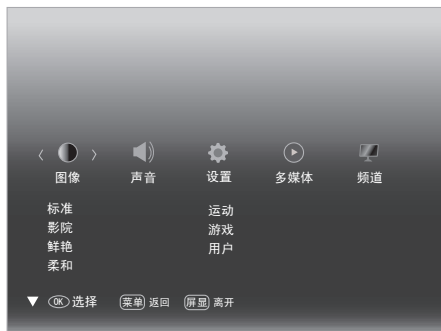 图像 声音 设置 多媒体 频道
标准 运动
影院 游戏
鲜艳 用户
柔和
▼ OK 选择 菜单 返回 屏显 离开